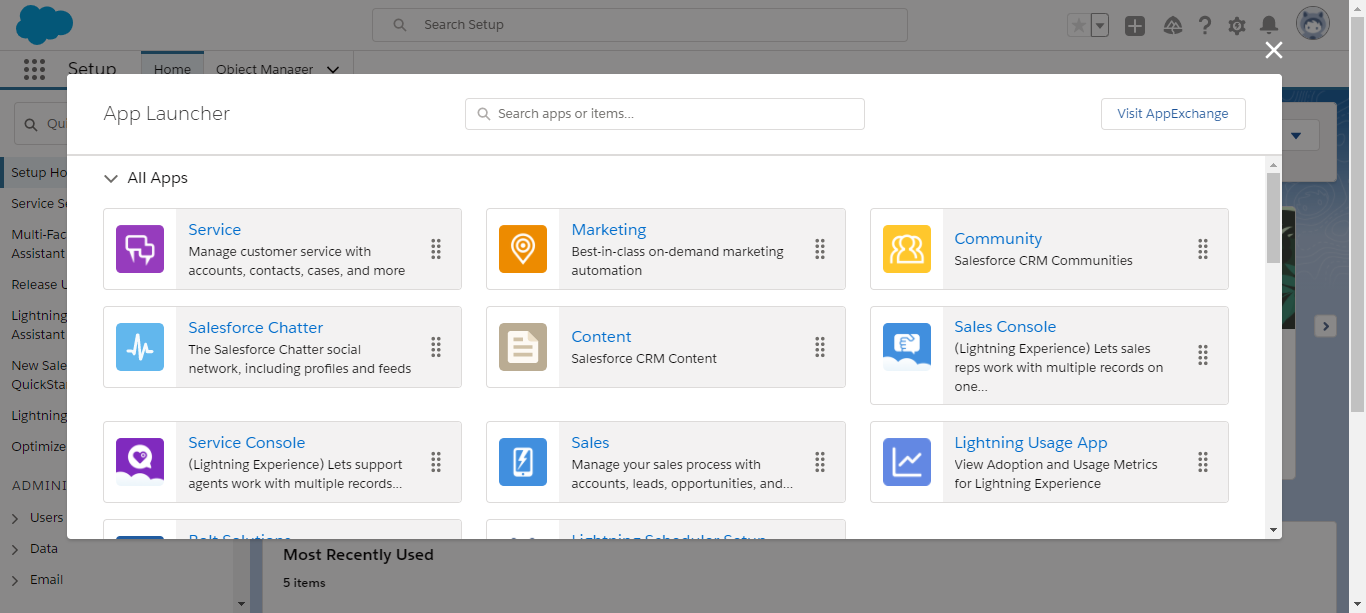 Search Setup
Setup
Home
Object Manager
App Launcher
Search apps or items...
Visit AppExchange
Setup Ho
Service
Multi-Fac
Assistant
Release
Lightning
Assistant
New Sale
QuickStar
Lightning
Optimize
ADMINI
Users
Data
Email
All Apps
Service
Manage customer service with
accounts, contacts, cases, and more
Marketing
Best-in-class on-demand marketing
automation
Community
Salesforce CRM Communities
Salesforce Chatter
The Salesforce Chatter social
network, including profiles and feeds
Content
Salesforce CRM Content
Sales Console
(Lightning Experience) Lets sales
reps work with multiple records on
one...
Service Console
(Lightning Experience) Lets support
agents work with multiple records...
Sales
Manage your sales process with
accounts, leads, opportunities, and...
Lightning Usage App
View Adoption and Usage Metrics
for Lightning Experience
Bolt Solutions
Lightning Scheduler Setup
Most Recently Used
5 items